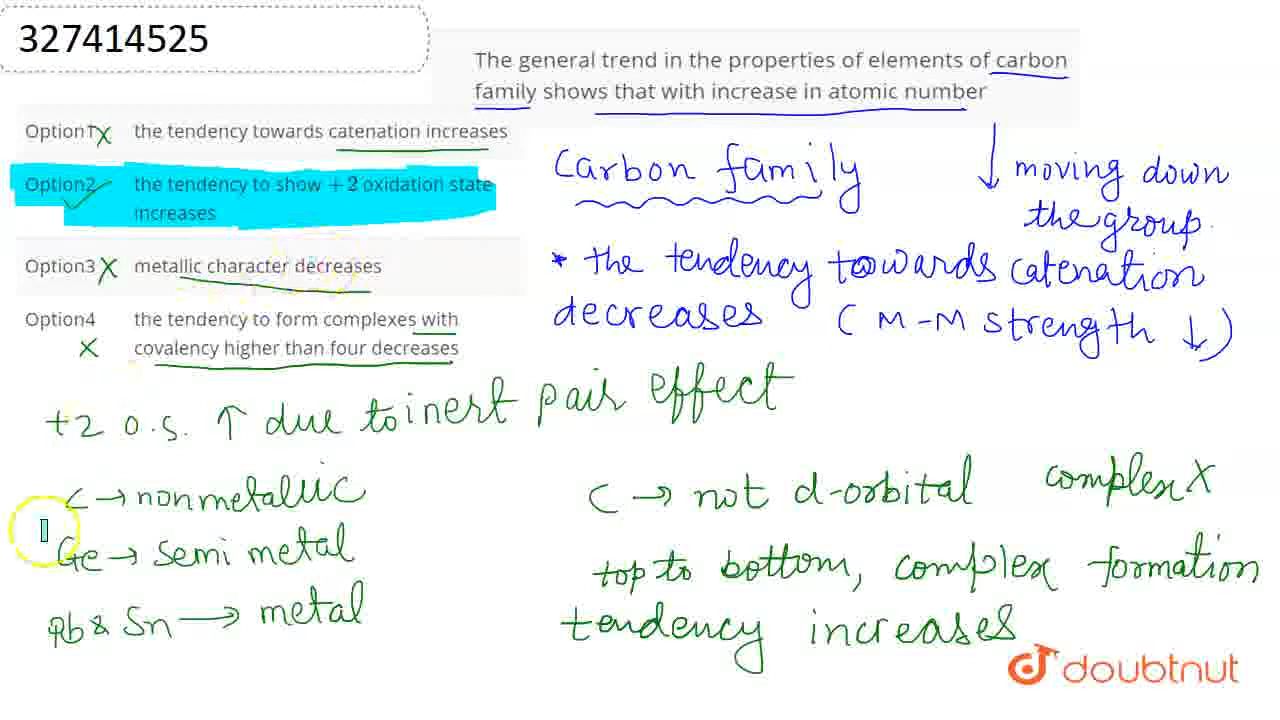 327414525
The general trend in the properties of elements of carbon
family shows that with increase in atomic number
Option1 X the tendency towards catenation increases
Option2 the tendency to show +2 oxidation state
increases
Option3 X metallic character decreases
Option4 the tendency to form complexes with
X covalency higher than four decreases
Carbon family
↓ moving down
the group.
* the tendency towards catenation
decreases (M-M strength ↓)
+2 o.s. ↑ due to inert pair effect
C → nonmetallic
Ge → semi metal
Pb & Sn → metal
C → not d-orbital complex X
top to bottom, complex formation
tendency increases
doubtnut